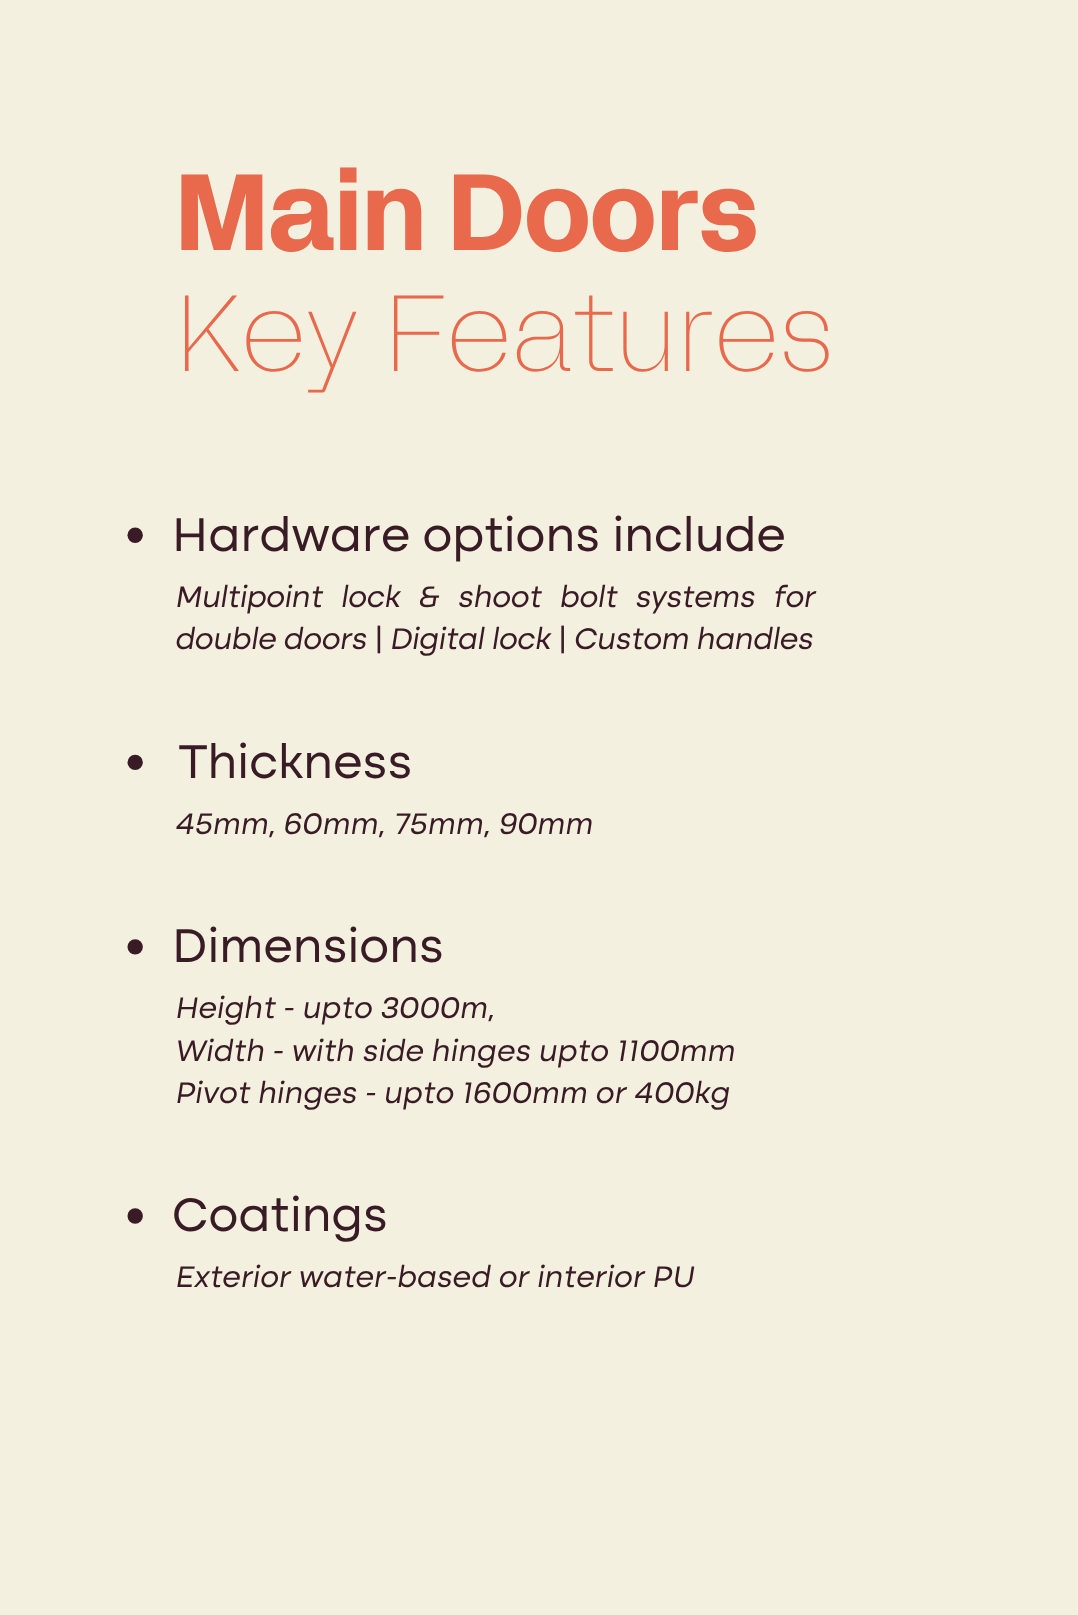 Main Doors
Key Features
• Hardware options include
Multipoint lock & shoot bolt systems for
double doors | Digital lock | Custom handles
• Thickness
45mm, 60mm, 75mm, 90mm
• Dimensions
Height - upto 3000m,
Width - with side hinges upto 1100mm
Pivot hinges - upto 1600mm or 400kg
• Coatings
Exterior water-based or interior PU